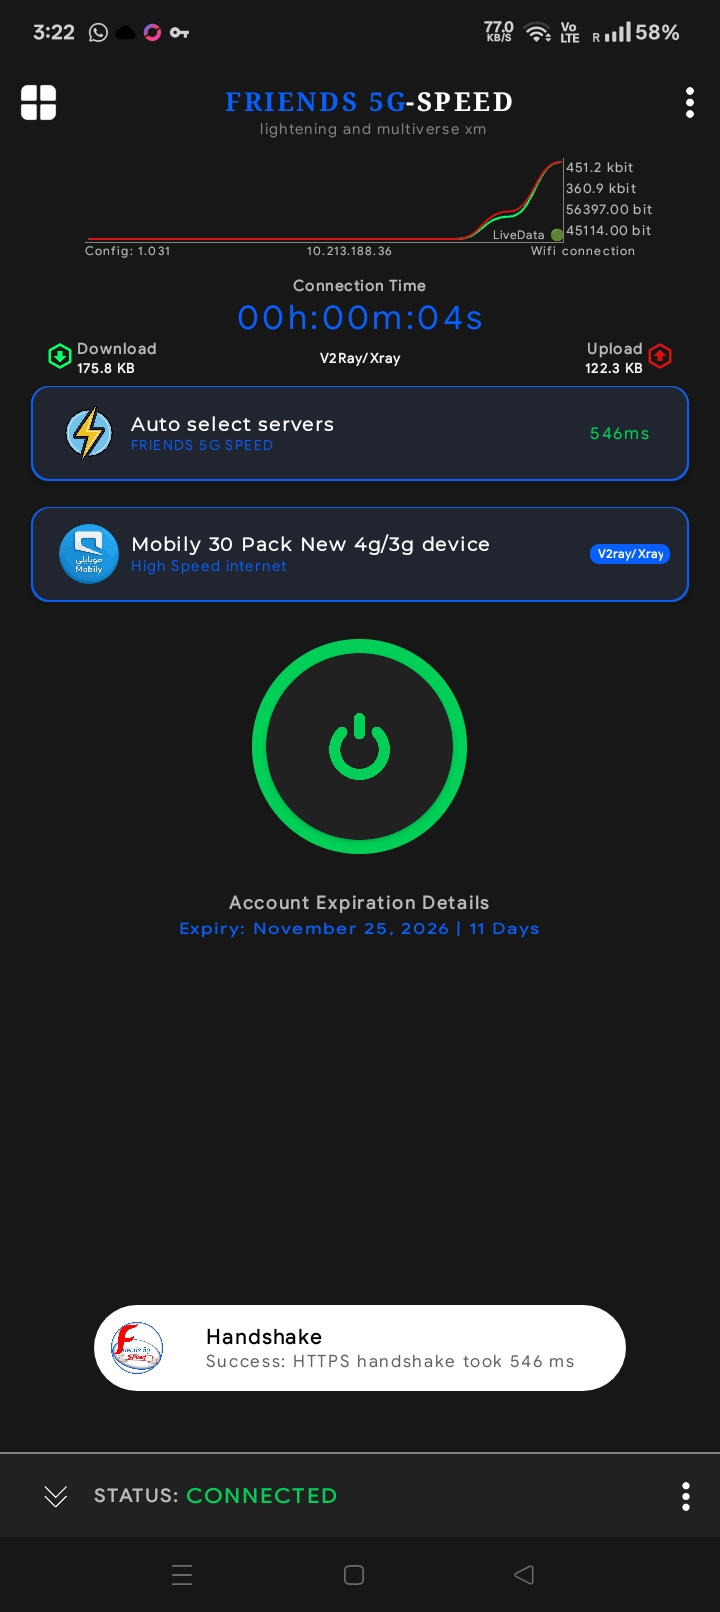 3:22
77.0 KB/S
Vo LTE
R
58%
FRIENDS 5G-SPEED
lightening and multiverse xm
451.2 kbit
360.9 kbit
56397.00 bit
LiveData
45114.00 bit
Config: 1.031
10.213.188.36
Wifi connection
Connection Time
00h:00m:04s
Download
175.8 KB
V2Ray/Xray
Upload
122.3 KB
Auto select servers
FRIENDS 5G SPEED
546ms
موبايلي
Mobily
Mobily 30 Pack New 4g/3g device
High Speed internet
V2ray/Xray
Account Expiration Details
Expiry: November 25, 2026 | 11 Days
Handshake
Success: HTTPS handshake took 546 ms
STATUS: CONNECTED